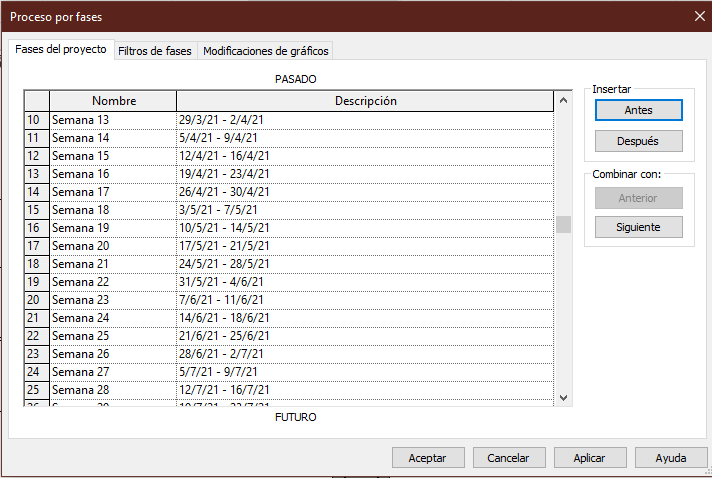 Proceso por fases
Fases del proyecto Filtros de fases Modificaciones de gráficos
PASADO
Nombre Descripción
10 Semana 13 29/3/21 - 2/4/21
11 Semana 14 5/4/21 - 9/4/21
12 Semana 15 12/4/21 - 16/4/21
13 Semana 16 19/4/21 - 23/4/21
14 Semana 17 26/4/21 - 30/4/21
15 Semana 18 3/5/21 - 7/5/21
16 Semana 19 10/5/21 - 14/5/21
17 Semana 20 17/5/21 - 21/5/21
18 Semana 21 24/5/21 - 28/5/21
19 Semana 22 31/5/21 - 4/6/21
20 Semana 23 7/6/21 - 11/6/21
21 Semana 24 14/6/21 - 18/6/21
22 Semana 25 21/6/21 - 25/6/21
23 Semana 26 28/6/21 - 2/7/21
24 Semana 27 5/7/21 - 9/7/21
25 Semana 28 12/7/21 - 16/7/21
FUTURO
Insertar
Antes
Después
Combinar con:
Anterior
Siguiente
Aceptar Cancelar Aplicar Ayuda